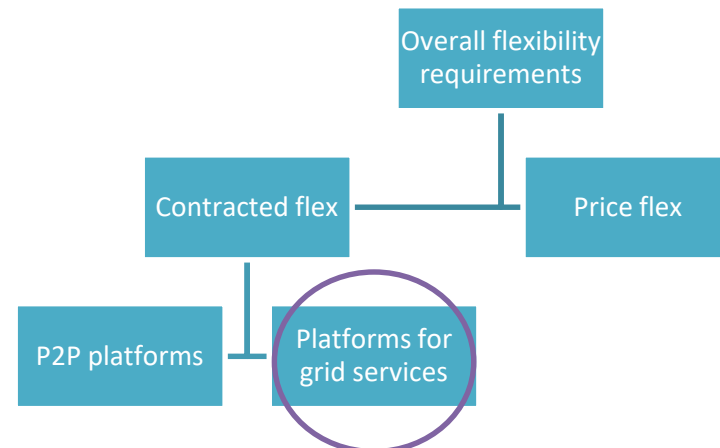 Overall flexibility
requirements
Contracted flex
Price flex
P2P platforms
Platforms for
grid services